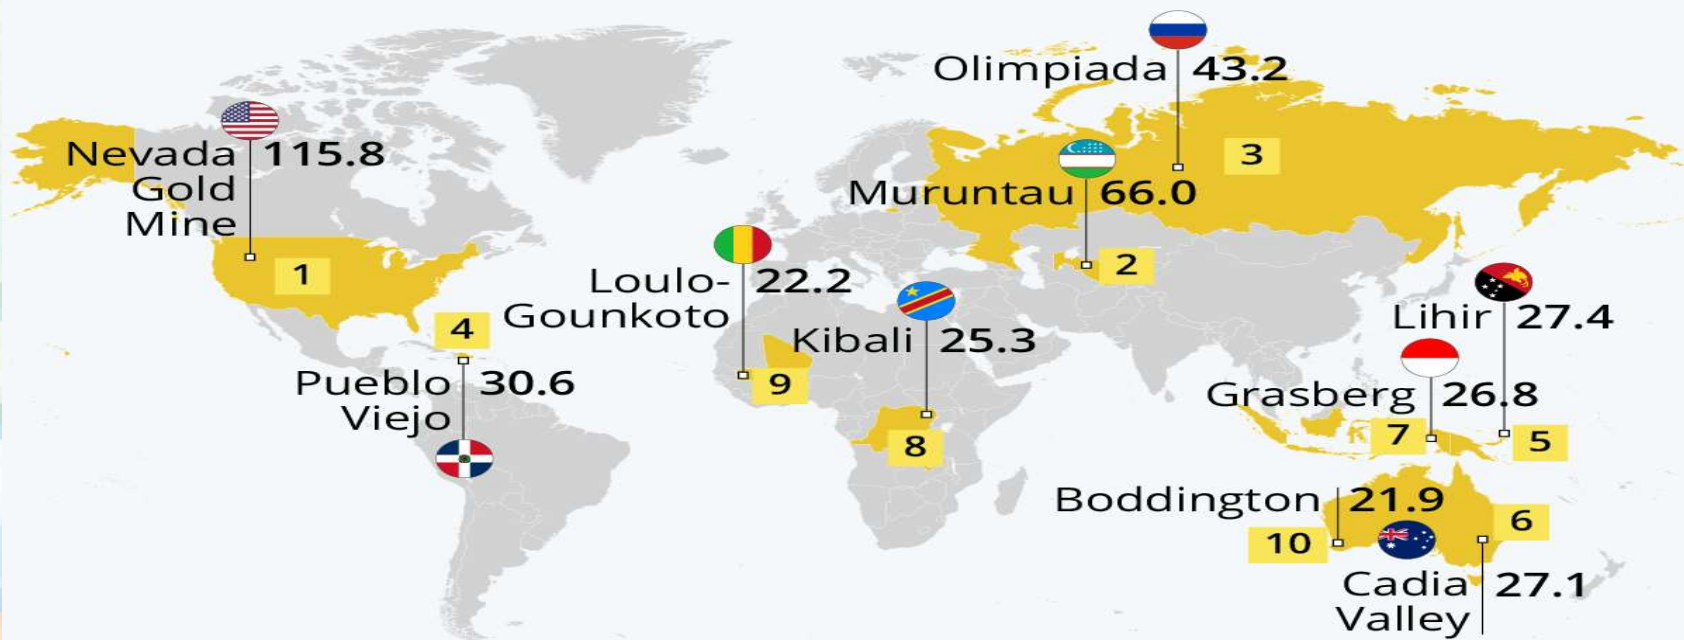 Olimpiada 43.2
3
Nevada 115.8
Gold
Mine
1
Muruntau 66.0
2
Loulo- 22.2
Gounkoto
9
Kibali 25.3
8
Lihir 27.4
5
4
Pueblo 30.6
Viejo
Grasberg 26.8
7
Boddington 21.9
10
6
Cadia 27.1
Valley